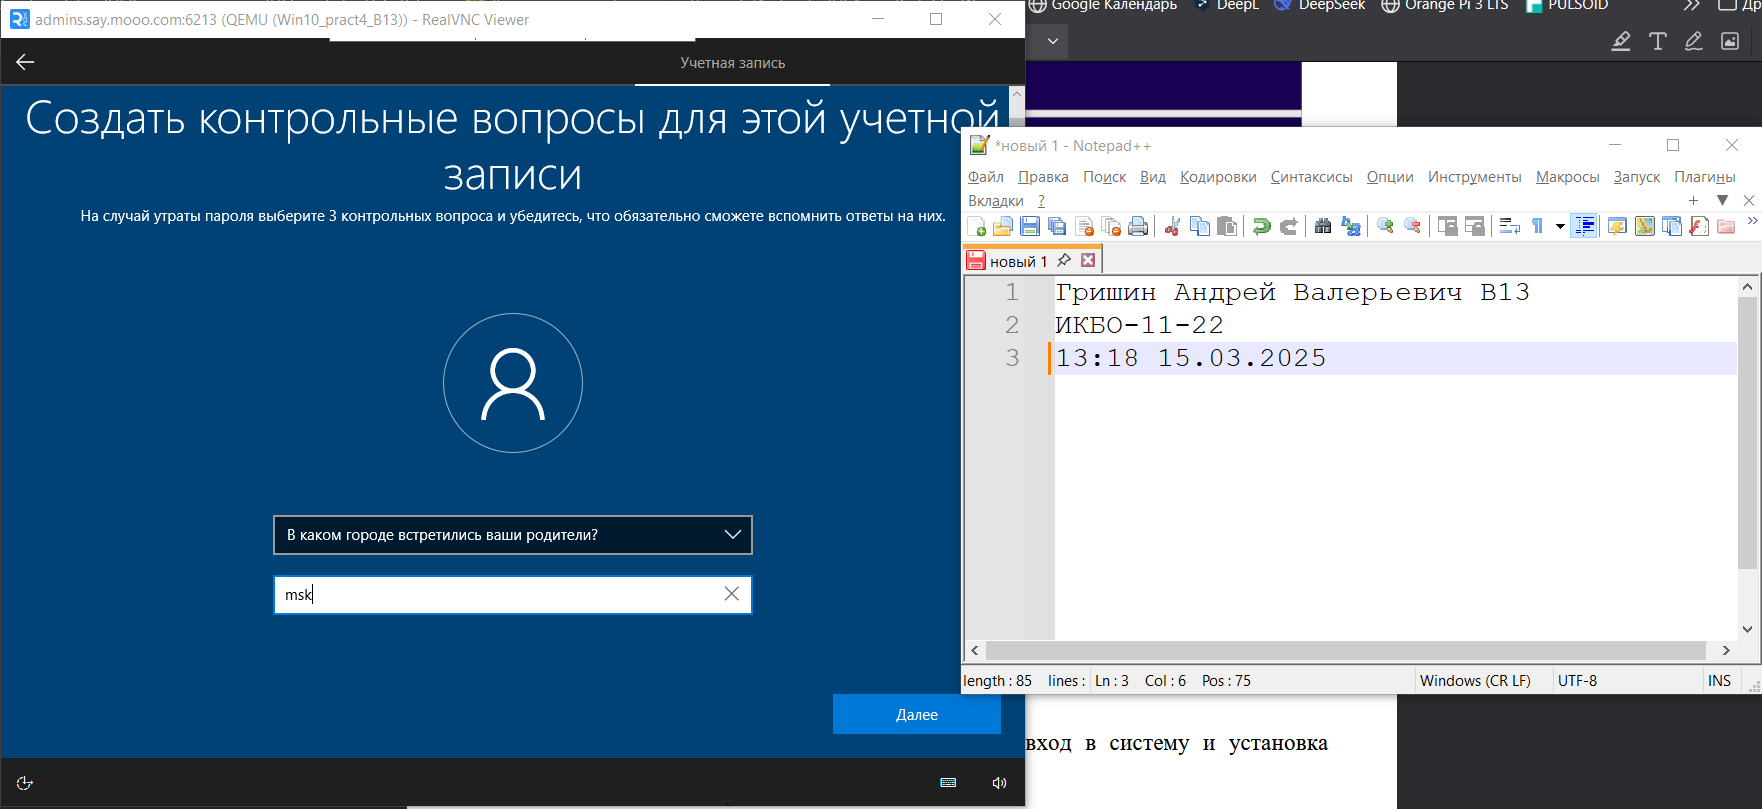 admins.say.mooo.com:6213 (QEMU (Win10_pract4_B13)) - RealVNC Viewer
Google Календарь
DeepL
DeepSeek
Orange Pi 3 LTS
PULSOID
Учетная запись
Создать контрольные вопросы для этой учетной
записи
На случай утраты пароля выберите 3 контрольных вопроса и убедитесь, что обязательно сможете вспомнить ответы на них.
В каком городе встретились ваши родители?
msk
Далее
*новый 1 - Notepad++
Файл Правка Поиск Вид Кодировки Синтаксисы Опции Инструменты Макросы Запуск Плагины
Вкладки ?
новый 1
1 Гришин Андрей Валерьевич В13
2 ИКБО-11-22
3 13:18 15.03.2025
length : 85 lines : Ln : 3 Col : 6 Pos : 75 Windows (CR LF) UTF-8 INS
вход в систему и установка